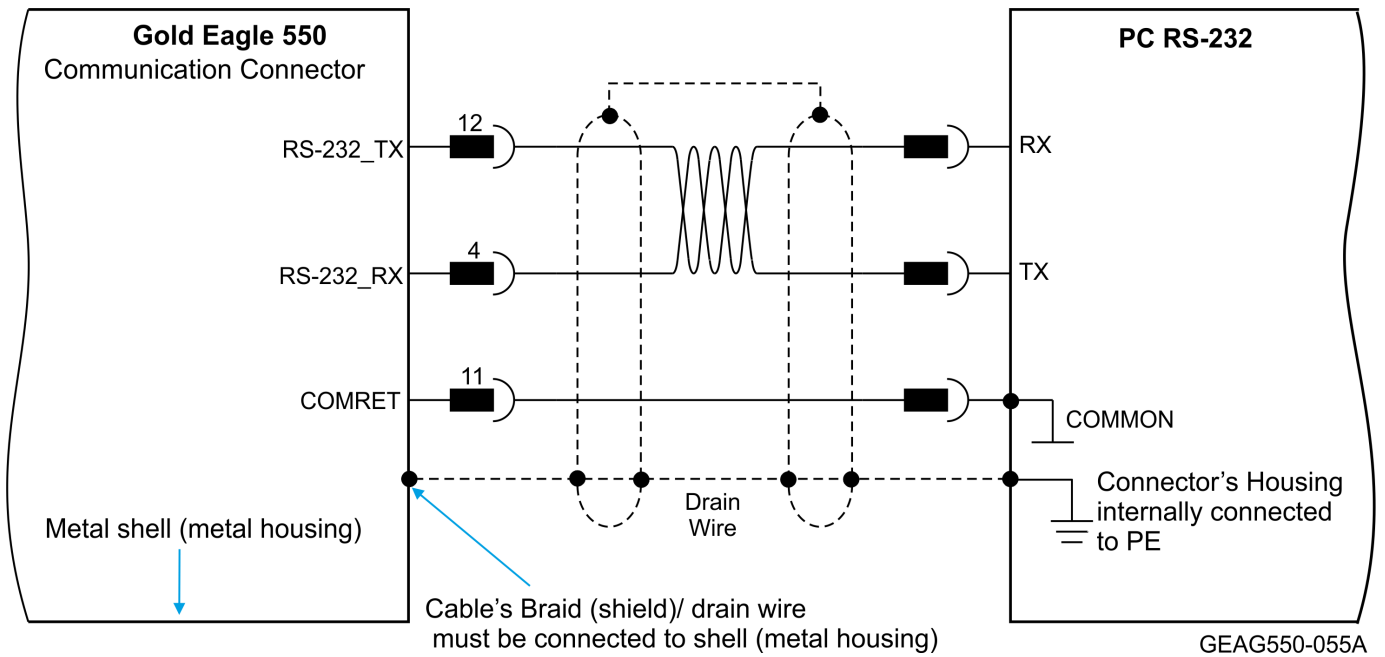 Gold Eagle 550
Communication Connector
PC RS-232
12
RS-232_TX
RX
4
RS-232_RX
TX
11
COMRET
COMMON
Drain
Wire
Connector’s Housing
internally connected
to PE
Metal shell (metal housing)
Cable’s Braid (shield)/ drain wire
must be connected to shell (metal housing)
GEAG550-055A